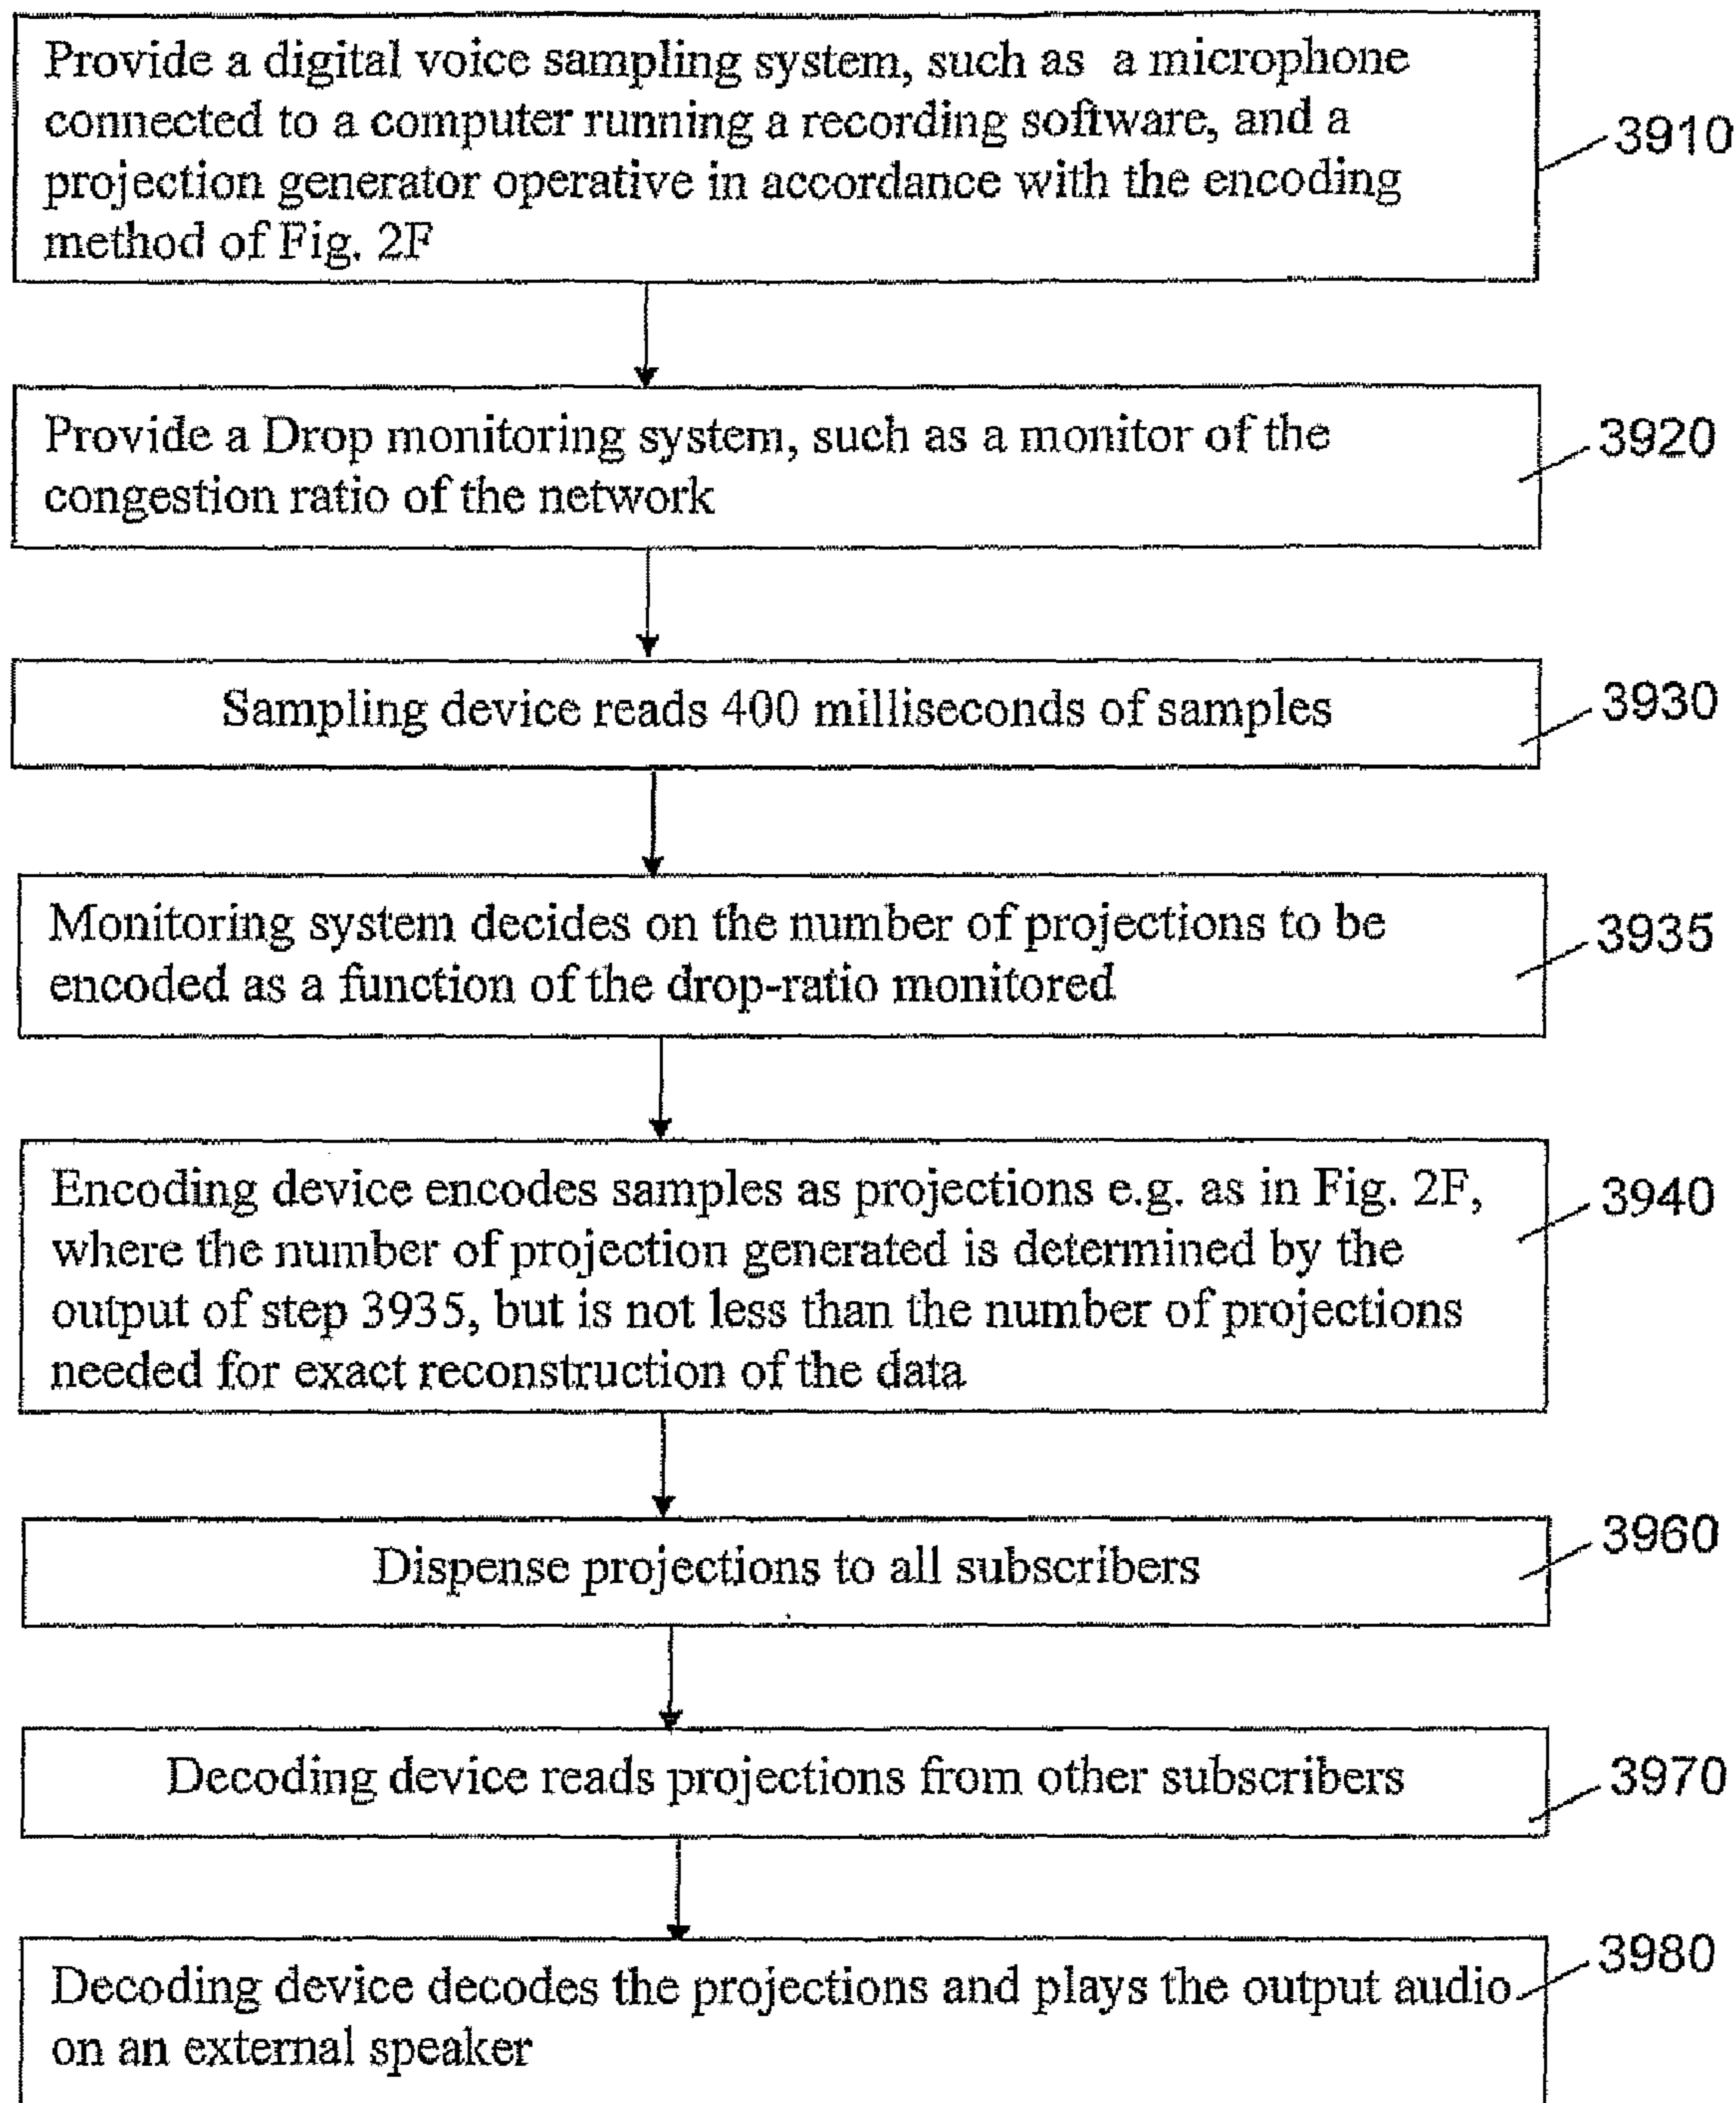 Provide a digital voice sampling system, such as a microphone
connected to a computer running a recording software, and a
projection generator operative in accordance with the encoding
method of Fig. 2F
3910
Provide a Drop monitoring system, such as a monitor of the
congestion ratio of the network
3920
Sampling device reads 400 milliseconds of samples
3930
Monitoring system decides on the number of projections to be
encoded as a function of the drop-ratio monitored
3935
Encoding device encodes samples as projections e.g. as in Fig. 2F,
where the number of projection generated is determined by the
output of step 3935, but is not less than the number of projections
needed for exact reconstruction of the data
3940
Dispense projections to all subscribers
3960
Decoding device reads projections from other subscribers
3970
Decoding device decodes the projections and plays the output audio
on an external speaker
3980